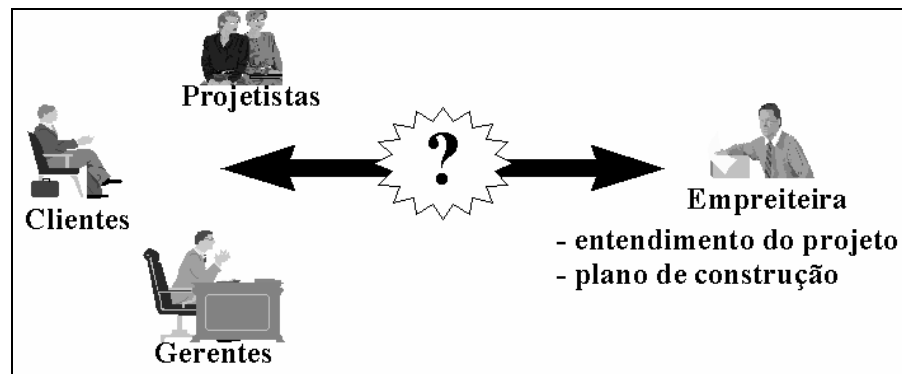 Projetistas
?
Clientes
Empreiteira
- entendimento do projeto
- plano de construção
Gerentes